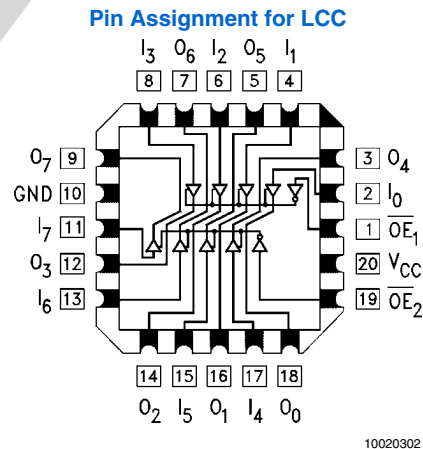 Pin Assignment for LCC
I3 O6 I2 O5 I1
8 7 6 5 4
O7 9
GND 10
I7 11
O3 12
I6 13
3 O4
2 I0
1 O̅E̅1
20 VCC
19 O̅E̅2
14 15 16 17 18
O2 I5 O1 I4 O0
10020302